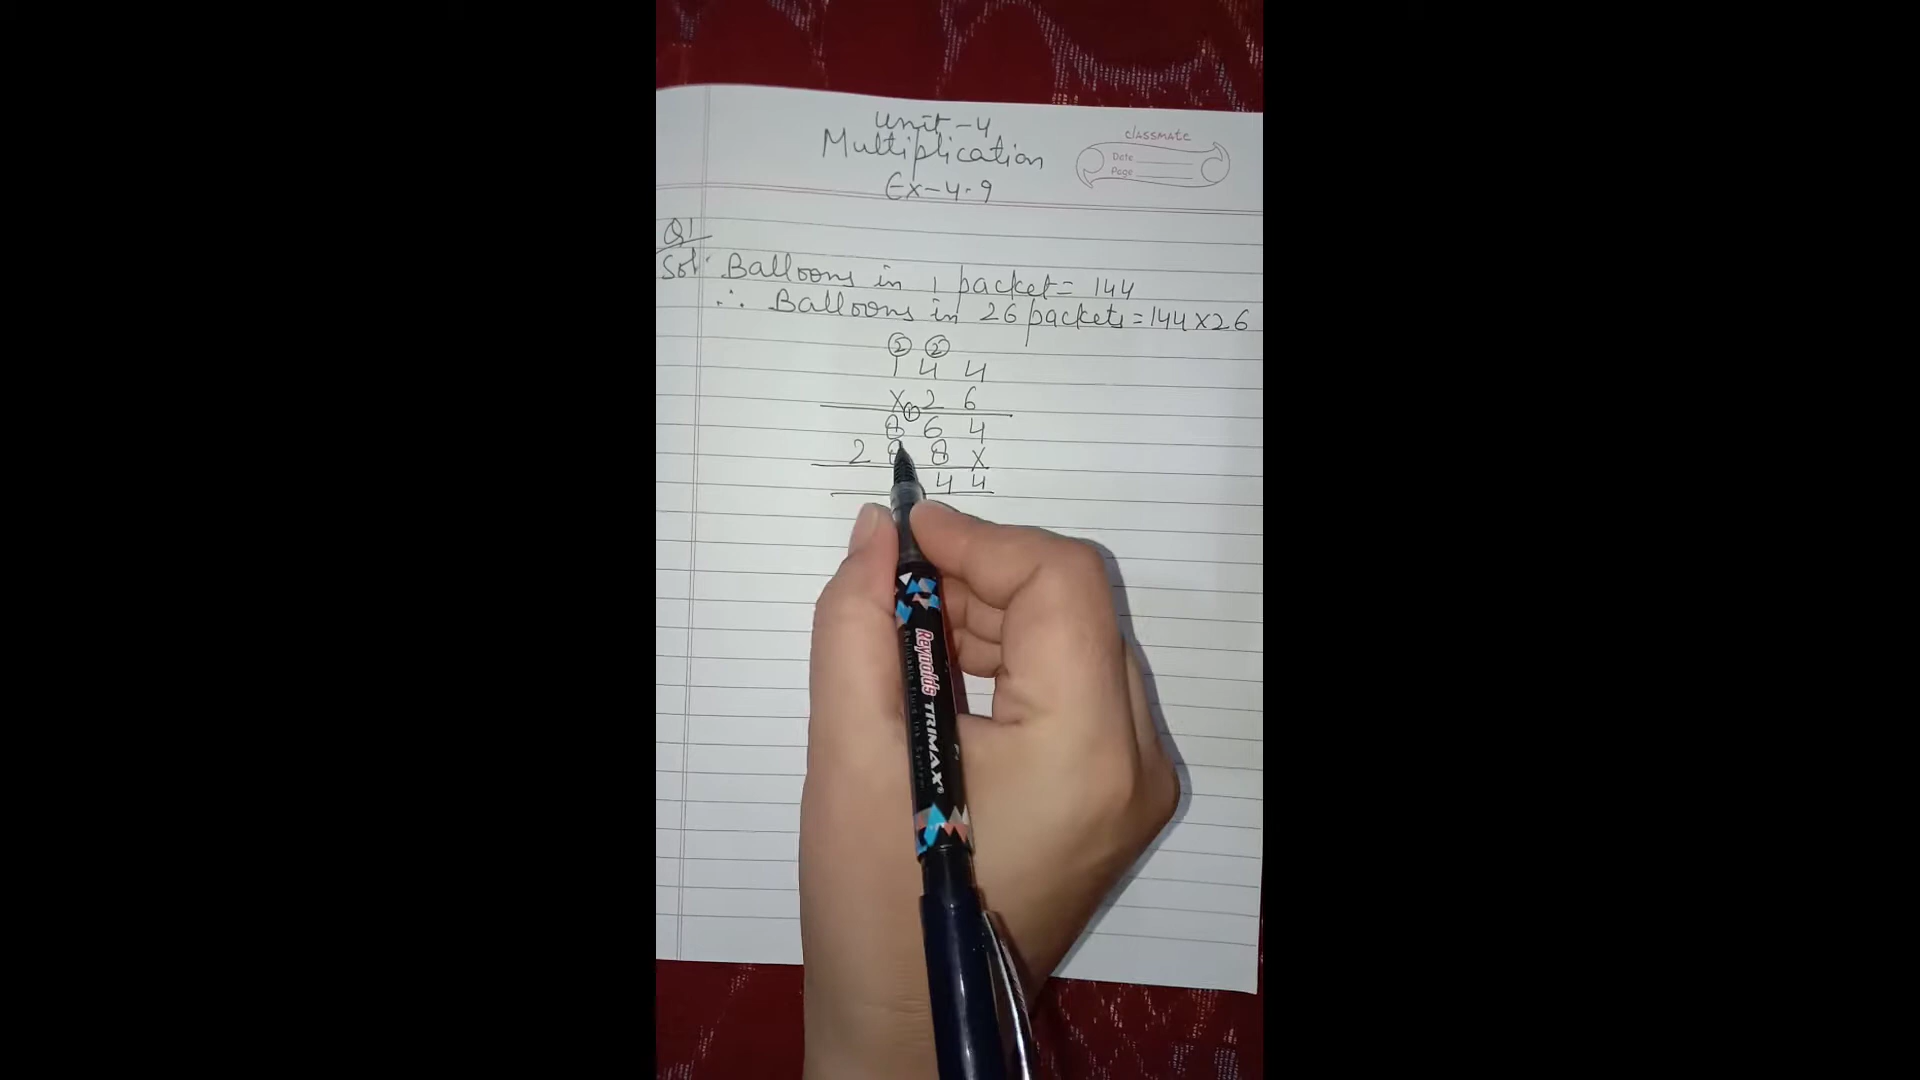 Unit-4
Multiplication
Ex-4.9
classmate
Date
Page
Q1
Sol. Balloons in 1 packet = 144
∴ Balloons in 26 packets = 144×26
2 2
1 4 4
× 2 6
1
8 6 4
2 8 8 ×
4 4
Reynolds TRIMAX®